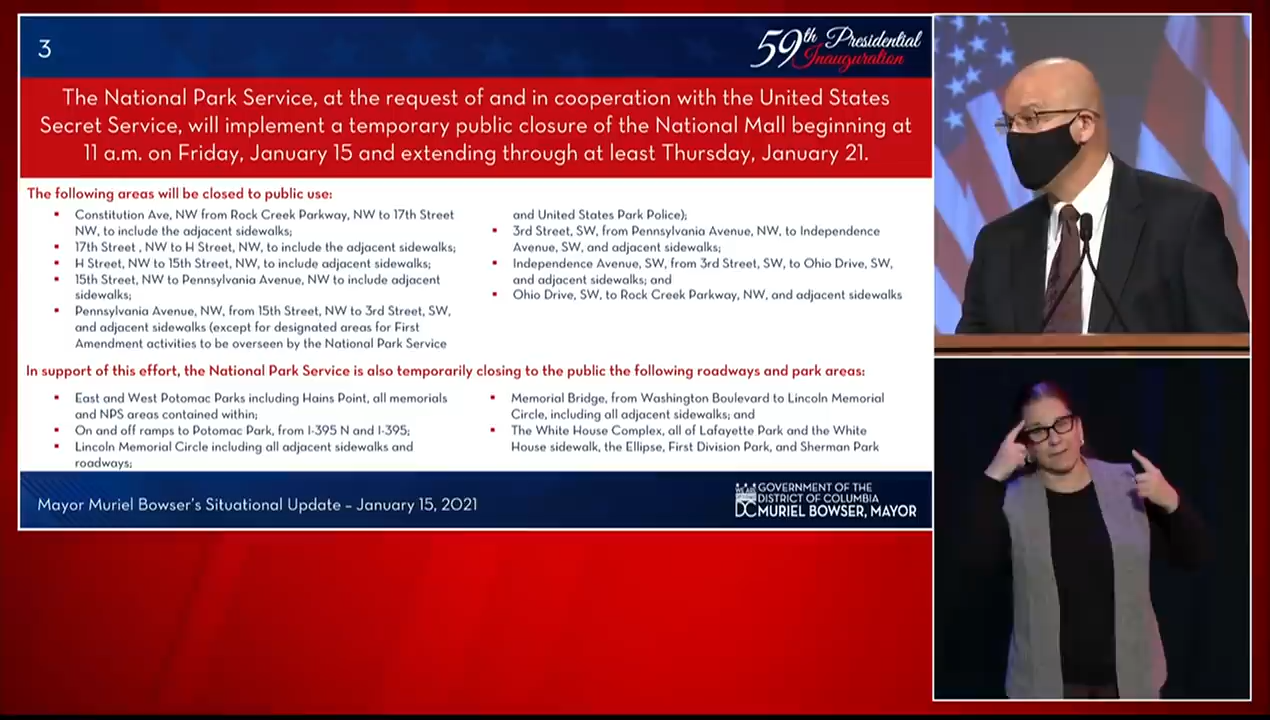 3
59th Presidential
Inauguration
The National Park Service, at the request of and in cooperation with the United States
Secret Service, will implement a temporary public closure of the National Mall beginning at
11 a.m. on Friday, January 15 and extending through at least Thursday, January 21.
The following areas will be closed to public use:
▪ Constitution Ave, NW from Rock Creek Parkway, NW to 17th Street
NW, to include the adjacent sidewalks;
▪ 17th Street , NW to H Street, NW, to include the adjacent sidewalks;
▪ H Street, NW to 15th Street, NW, to include adjacent sidewalks;
▪ 15th Street, NW to Pennsylvania Avenue, NW to include adjacent
sidewalks;
▪ Pennsylvania Avenue, NW, from 15th Street, NW to 3rd Street, SW,
and adjacent sidewalks (except for designated areas for First
Amendment activities to be overseen by the National Park Service
and United States Park Police);
▪ 3rd Street, SW, from Pennsylvania Avenue, NW, to Independence
Avenue, SW, and adjacent sidewalks;
▪ Independence Avenue, SW, from 3rd Street, SW, to Ohio Drive, SW,
and adjacent sidewalks; and
▪ Ohio Drive, SW, to Rock Creek Parkway, NW, and adjacent sidewalks
In support of this effort, the National Park Service is also temporarily closing to the public the following roadways and park areas:
▪ East and West Potomac Parks including Hains Point, all memorials
and NPS areas contained within;
▪ On and off ramps to Potomac Park, from I-395 N and I-395;
▪ Lincoln Memorial Circle including all adjacent sidewalks and
roadways;
▪ Memorial Bridge, from Washington Boulevard to Lincoln Memorial
Circle, including all adjacent sidewalks; and
▪ The White House Complex, all of Lafayette Park and the White
House sidewalk, the Ellipse, First Division Park, and Sherman Park
Mayor Muriel Bowser's Situational Update – January 15, 2021
WE ARE
DC
GOVERNMENT OF THE
DISTRICT OF COLUMBIA
MURIEL BOWSER, MAYOR